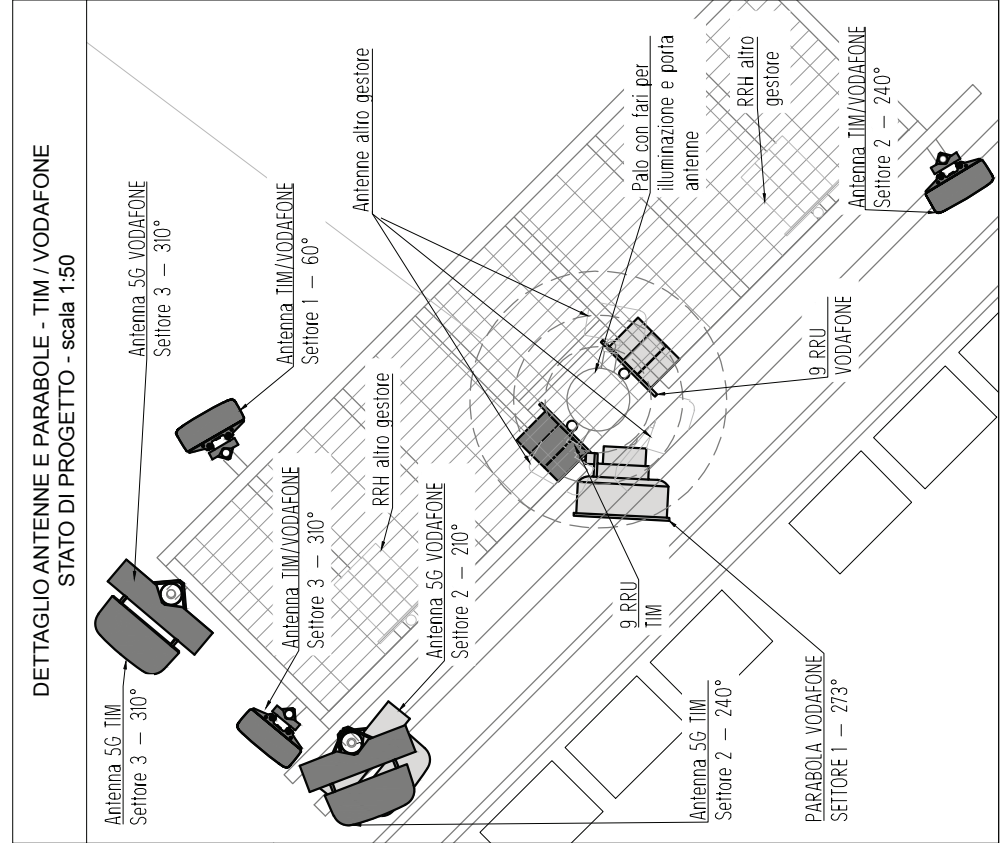 DETTAGLIO ANTENNE E PARABOLE - TIM / VODAFONE
STATO DI PROGETTO - scala 1:50
Antenna 5G TIM
Settore 3 – 310°
Antenna 5G VODAFONE
Settore 3 – 310°
Antenna TIM/VODAFONE
Settore 1 – 60°
Antenna TIM/VODAFONE
Settore 3 – 310°
RRH altro gestore
Antenne altro gestore
Antenna 5G VODAFONE
Settore 2 – 210°
9 RRU
TIM
Palo con fari per
illuminazione e porta
antenne
RRH altro
gestore
Antenna TIM/VODAFONE
Settore 2 – 240°
Antenna 5G TIM
Settore 2 – 240°
PARABOLA VODAFONE
SETTORE 1 – 273°
9 RRU
VODAFONE